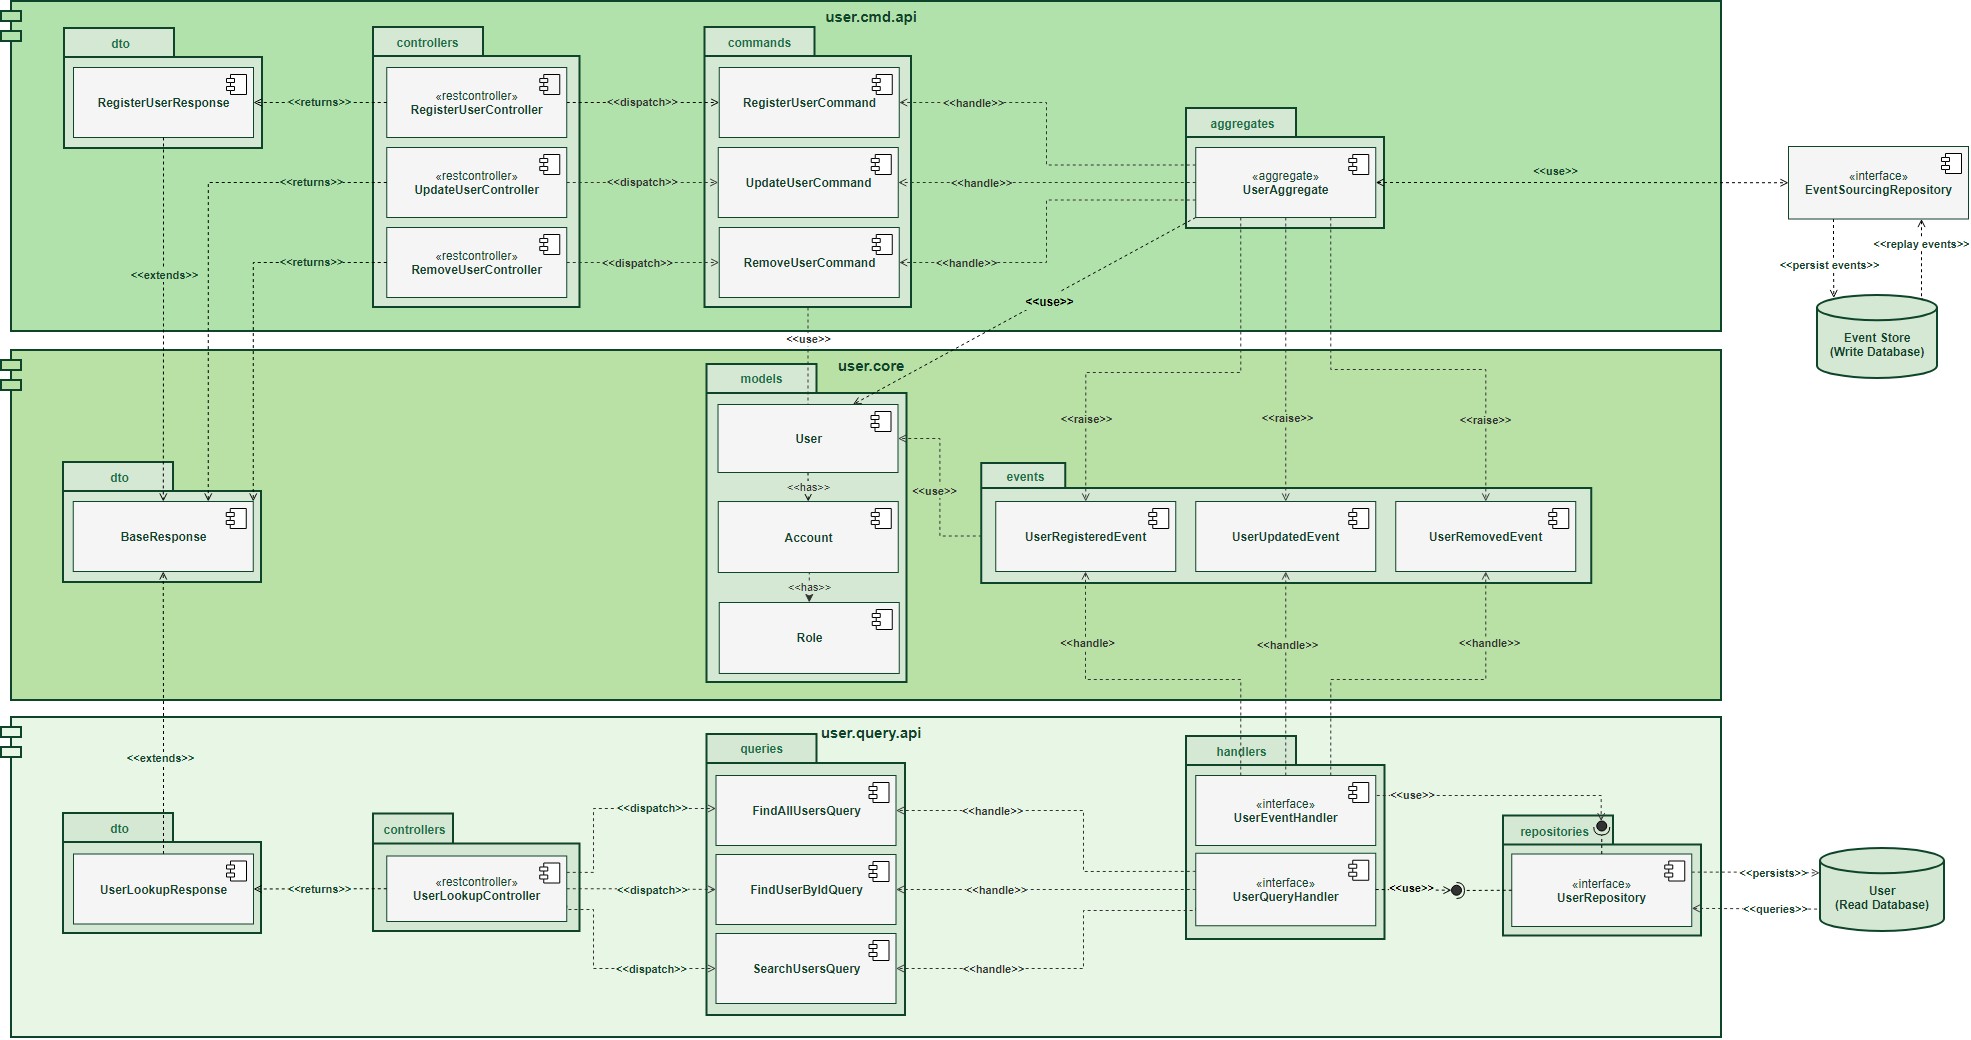 user.cmd.api
dto
controllers
commands
RegisterUserResponse
<<returns>>
«restcontroller»
RegisterUserController
<<dispatch>>
RegisterUserCommand
<<handle>>
aggregates
<<returns>>
«restcontroller»
UpdateUserController
<<dispatch>>
UpdateUserCommand
<<handle>>
«aggregate»
UserAggregate
<<use>>
«interface»
EventSourcingRepository
<<replay events>>
<<persist events>>
<<extends>>
<<returns>>
«restcontroller»
RemoveUserController
<<dispatch>>
RemoveUserCommand
<<handle>>
<<use>>
<<use>>
Event Store
(Write Database)
user.core
models
User
<<raise>>
<<raise>>
<<raise>>
<<has>>
<<use>>
dto
BaseResponse
Account
events
UserRegisteredEvent
UserUpdatedEvent
UserRemovedEvent
<<has>>
Role
<<handle>
<<handle>>
<<handle>>
user.query.api
<<extends>>
queries
handlers
dto
controllers
<<dispatch>>
FindAllUsersQuery
<<handle>>
«interface»
UserEventHandler
<<use>>
repositories
UserLookupResponse
<<returns>>
«restcontroller»
UserLookupController
<<dispatch>>
FindUserByIdQuery
<<handle>>
«interface»
UserQueryHandler
<<use>>
«interface»
UserRepository
<<persists>>
<<queries>>
User
(Read Database)
<<dispatch>>
SearchUsersQuery
<<handle>>